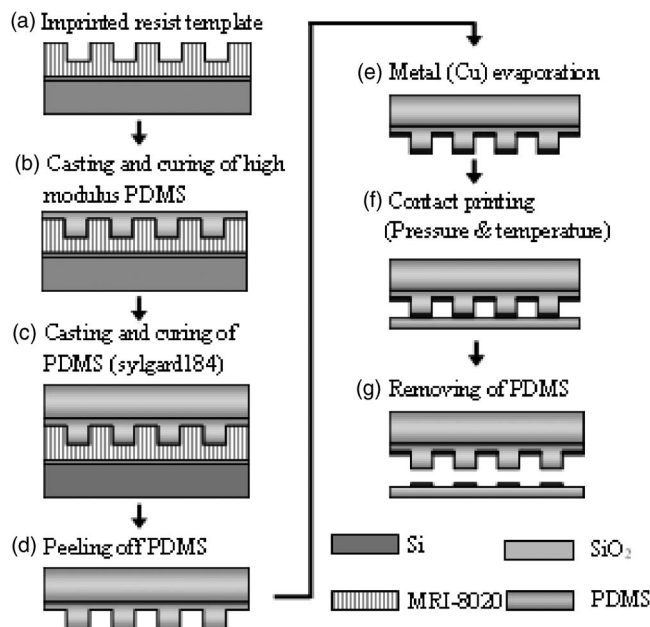 (a) Imprinted resist template
(b) Casting and curing of high
modulus PDMS
(c) Casting and curing of
PDMS (sylgard184)
(d) Peeling off PDMS
(e) Metal (Cu) evaporation
(f) Contact printing
(Pressure & temperature)
(g) Removing of PDMS
Si
SiO₂
MRI-8020
PDMS